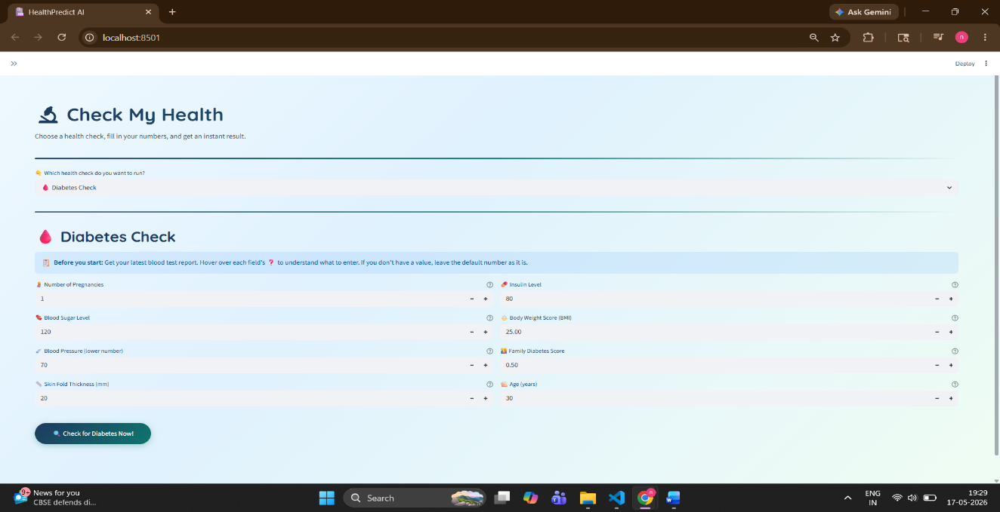 HealthPredict AI
Ask Gemini
localhost:8501
n
Deploy
Check My Health
Choose a health check, fill in your numbers, and get an instant result.
Which health check do you want to run?
Diabetes Check
Diabetes Check
Before you start: Get your latest blood test report. Hover over each field's ❓ to understand what to enter. If you don't have a value, leave the default number as it is.
Number of Pregnancies
1
Insulin Level
80
Blood Sugar Level
120
Body Weight Score (BMI)
25.00
Blood Pressure (lower number)
70
Family Diabetes Score
0.50
Skin Fold Thickness (mm)
20
Age (years)
30
Check for Diabetes Now!
9+
News for you
CBSE defends di...
Search
n
ENG
IN
19:29
17-05-2026